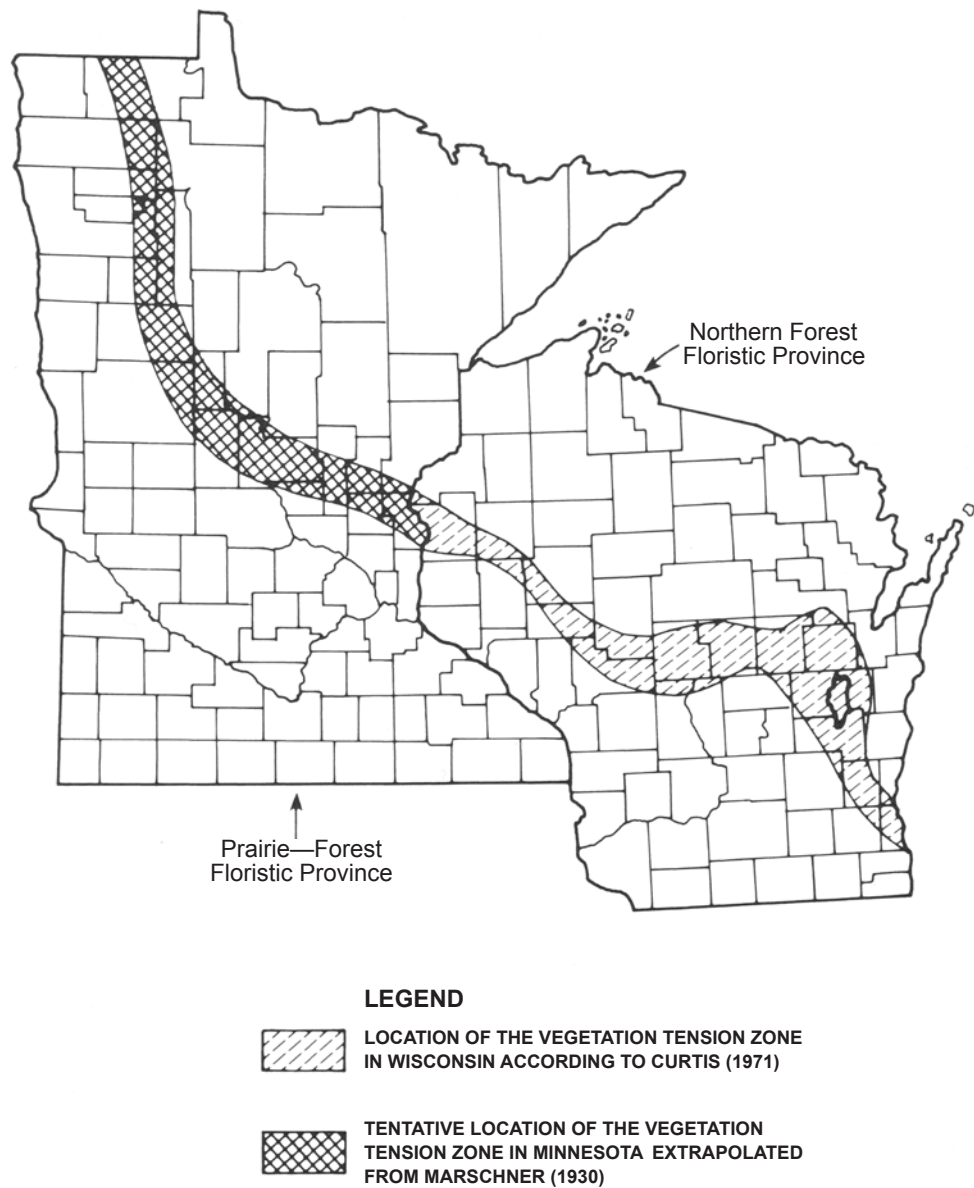 Northern Forest
Floristic Province
Prairie—Forest
Floristic Province
LEGEND
LOCATION OF THE VEGETATION TENSION ZONE
IN WISCONSIN ACCORDING TO CURTIS (1971)
TENTATIVE LOCATION OF THE VEGETATION
TENSION ZONE IN MINNESOTA EXTRAPOLATED
FROM MARSCHNER (1930)